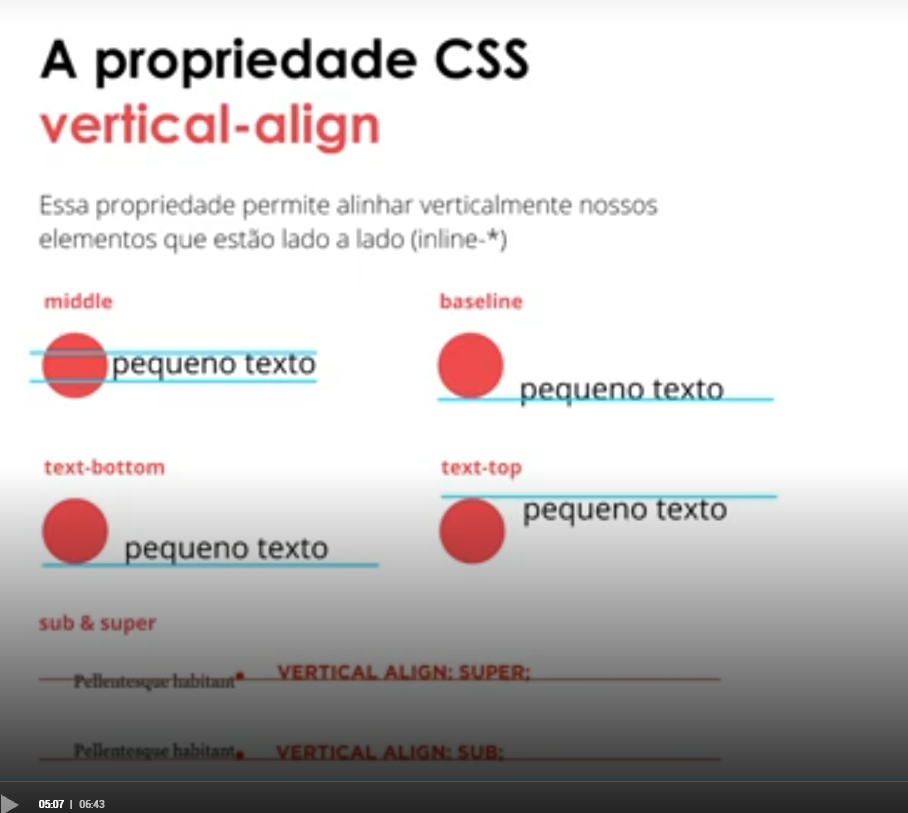 A propriedade CSS
vertical-align
Essa propriedade permite alinhar verticalmente nossos
elementos que estão lado a lado (inline-*)
middle
pequeno texto
baseline
pequeno texto
text-bottom
pequeno texto
text-top
pequeno texto
sub & super
Pellentesque habitant
VERTICAL ALIGN: SUPER;
Pellentesque habitant
VERTICAL ALIGN: SUB;
05:07 | 06:43